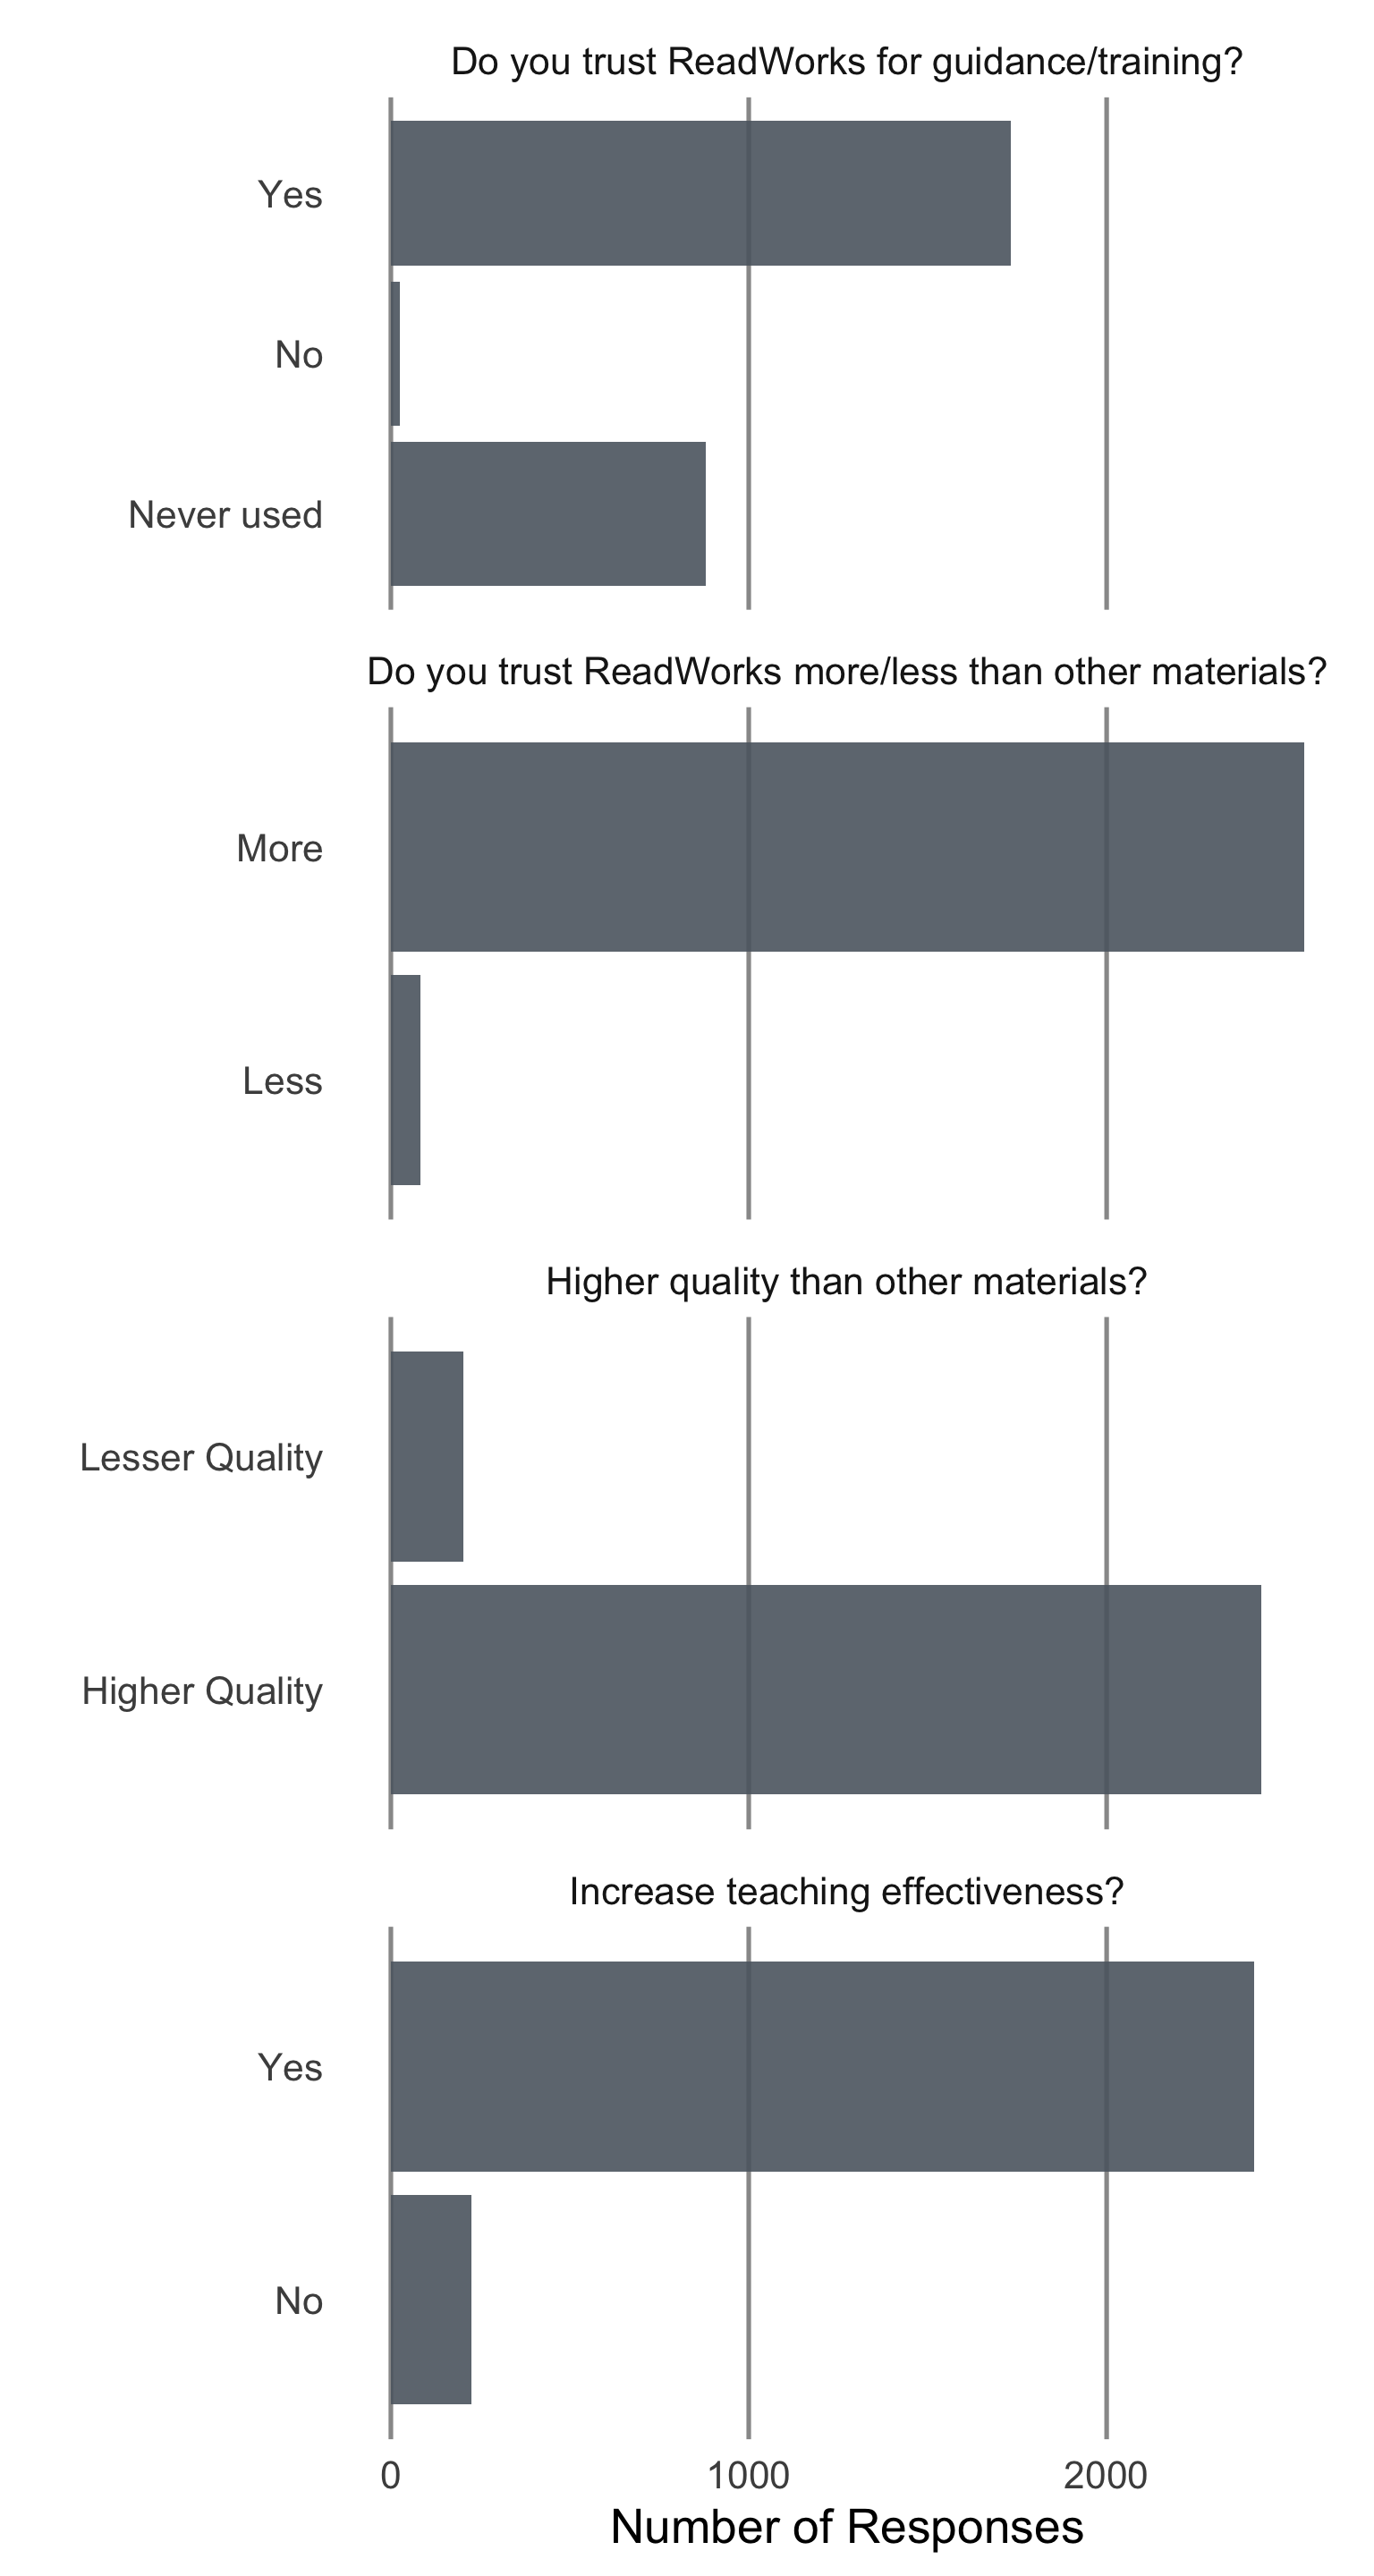 Do you trust ReadWorks for guidance/training?
Yes
No
Never used
Do you trust ReadWorks more/less than other materials?
More
Less
Higher quality than other materials?
Lesser Quality
Higher Quality
Increase teaching effectiveness?
Yes
No
0 1000 2000
Number of Responses